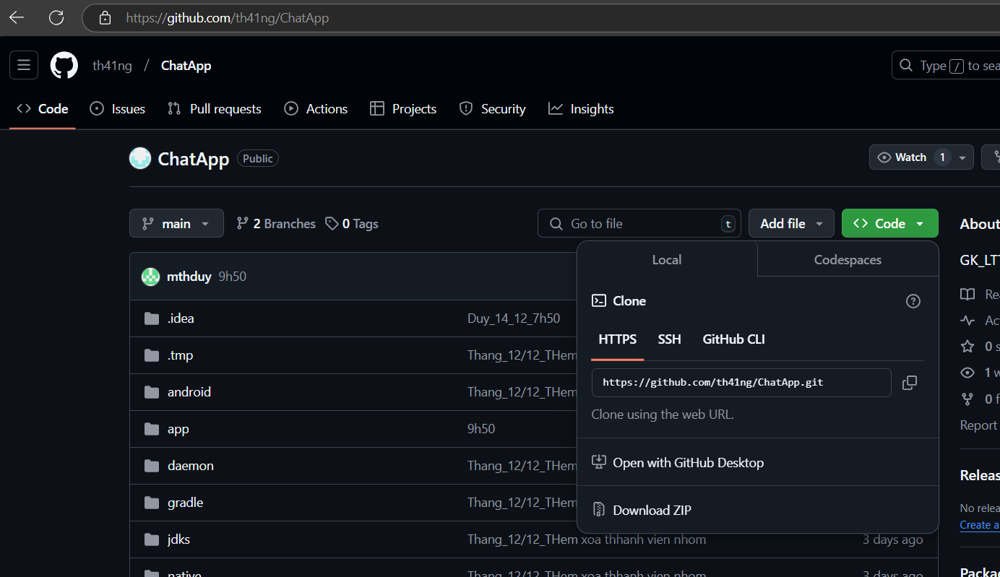 https://github.com/th41ng/ChatApp
th41ng / ChatApp
Type / to sea
Code Issues Pull requests Actions Projects Security Insights
ChatApp Public
Watch 1
main 2 Branches 0 Tags
Go to file t
Add file
Code
Local Codespaces
Clone
HTTPS SSH GitHub CLI
https://github.com/th41ng/ChatApp.git
Clone using the web URL.
Open with GitHub Desktop
Download ZIP
mthduy 9h50
.idea Duy_14_12_7h50
.tmp Thang_12/12_THem
android Thang_12/12_THem
app 9h50
daemon Thang_12/12_THem
gradle Thang_12/12_THem
jdks Thang_12/12_THem xoa thhanh vien nhom 3 days ago
native Thang_12/12_THem xoa thhanh vien nhom 3 days ago
About
GK_LT
Rea
Act
0 s
1 w
0 f
Report
Releas
No relea
Create a
Packag